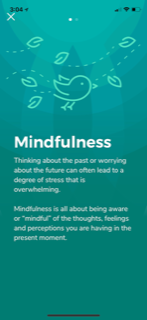 3:04
Mindfulness
Thinking about the past or worrying
about the future can often lead to a
degree of stress that is
overwhelming.
Mindfulness is all about being aware
or "mindful" of the thoughts, feelings
and perceptions you are having in the
present moment.